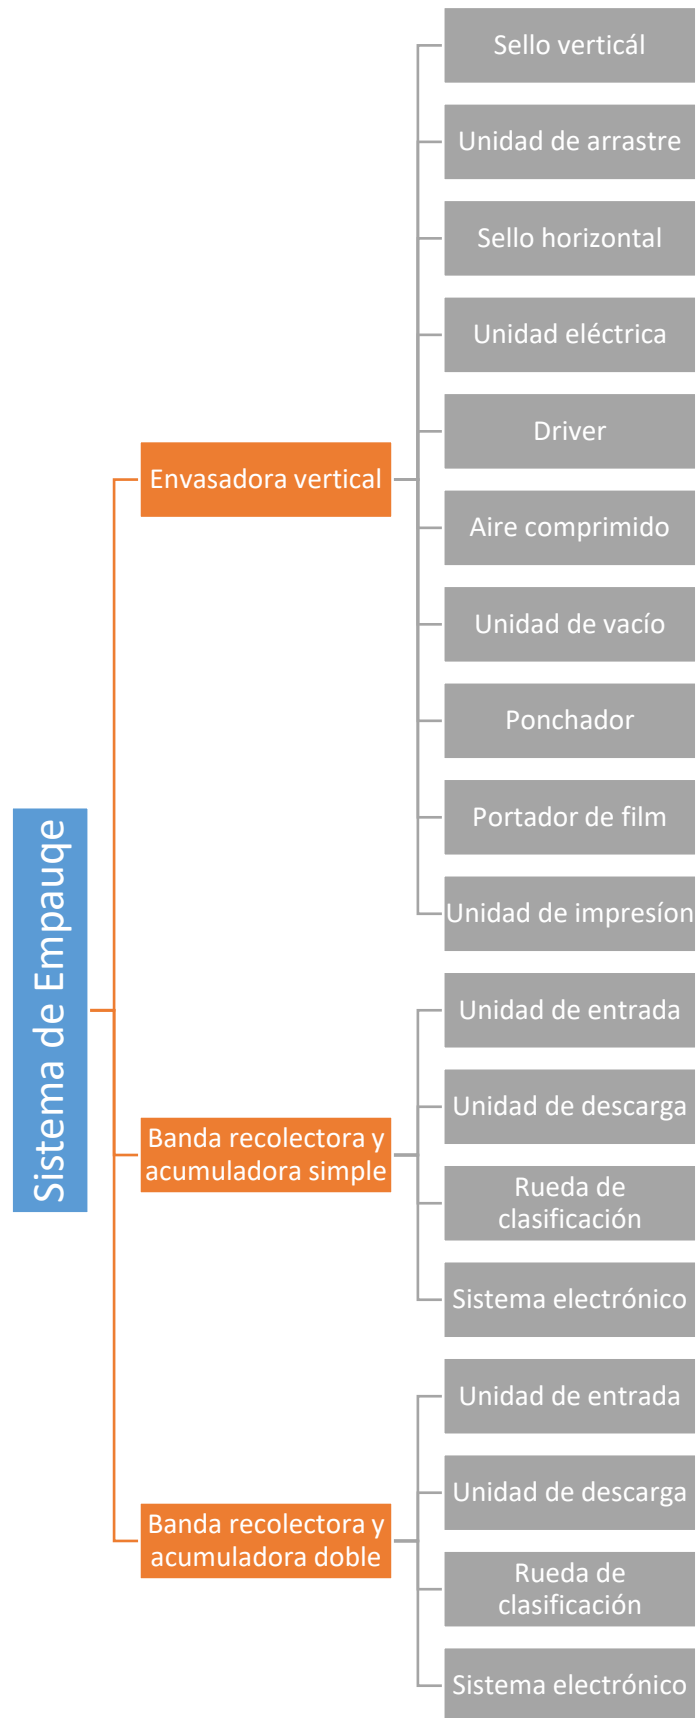 Sistema de Empauqe
Envasadora vertical
Sello verticál
Unidad de arrastre
Sello horizontal
Unidad eléctrica
Driver
Aire comprimido
Unidad de vacío
Ponchador
Portador de film
Unidad de impresíon
Banda recolectora y
acumuladora simple
Unidad de entrada
Unidad de descarga
Rueda de
clasificación
Sistema electrónico
Banda recolectora y
acumuladora doble
Unidad de entrada
Unidad de descarga
Rueda de
clasificación
Sistema electrónico